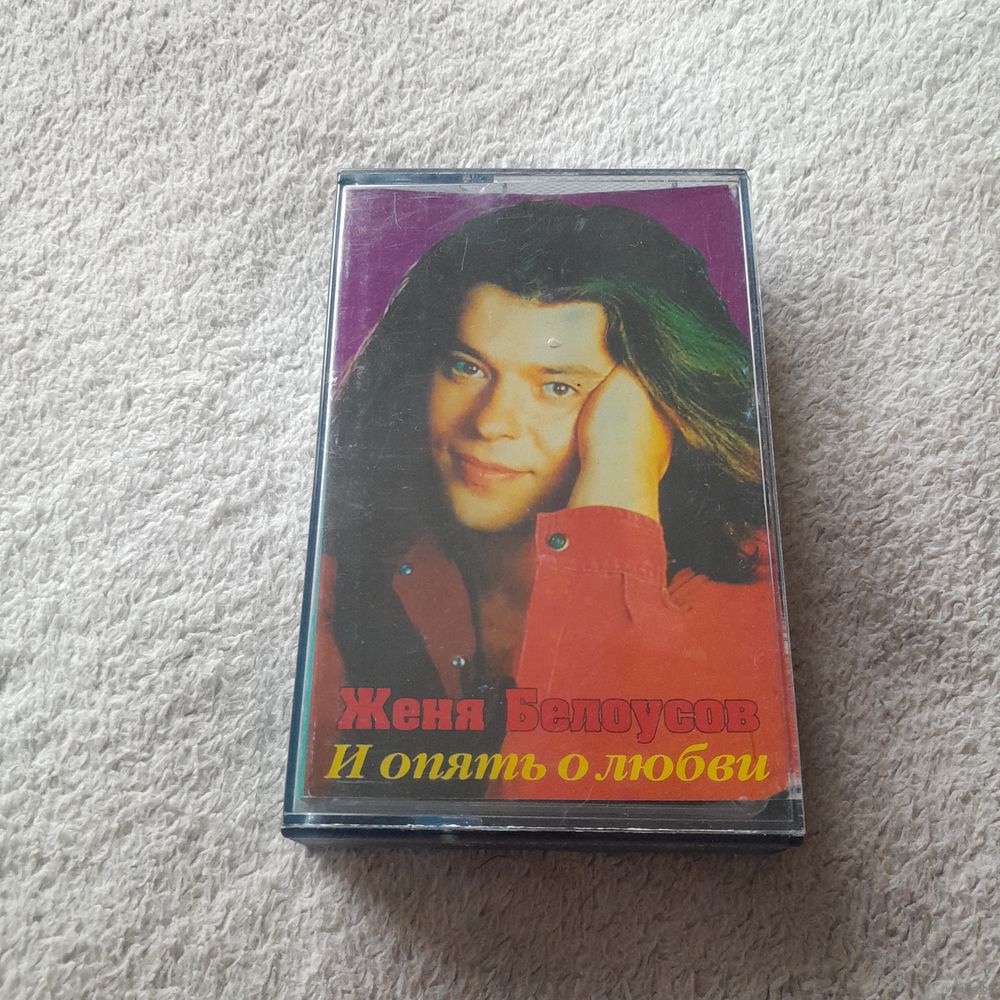 Женя Белоусов
И опять о любви